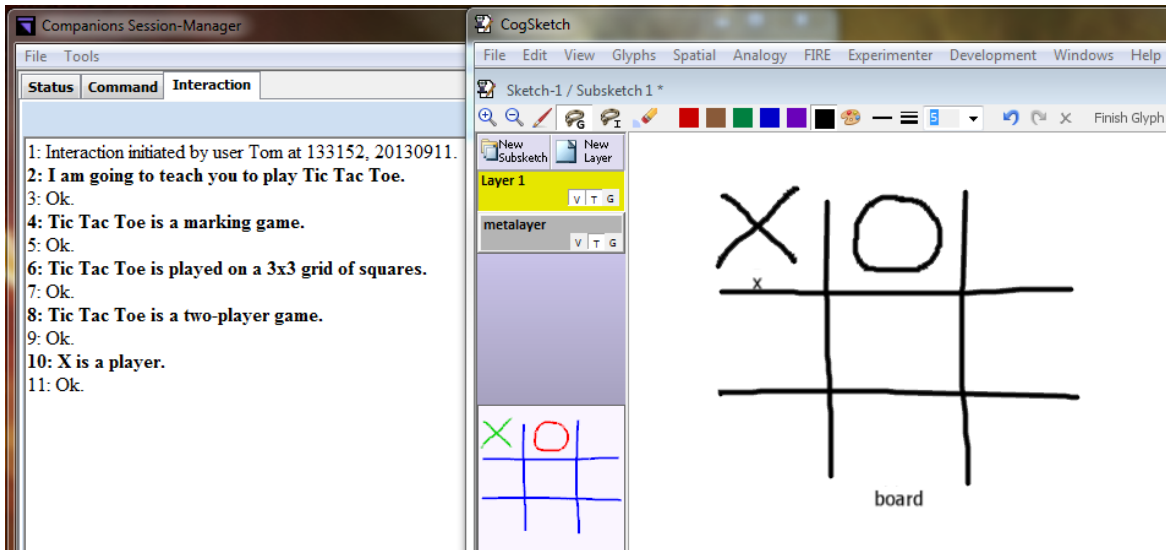 Companions Session-Manager
File Tools
Status Command Interaction
1: Interaction initiated by user Tom at 133152, 20130911.
2: I am going to teach you to play Tic Tac Toe.
3: Ok.
4: Tic Tac Toe is a marking game.
5: Ok.
6: Tic Tac Toe is played on a 3x3 grid of squares.
7: Ok.
8: Tic Tac Toe is a two-player game.
9: Ok.
10: X is a player.
11: Ok.
CogSketch
File Edit View Glyphs Spatial Analogy FIRE Experimenter Development Windows Help
Sketch-1 / Subsketch 1 *
G I 5 Finish Glyph
New Subsketch
New Layer
Layer 1
V T G
metalayer
V T G
X O
x
board
X O